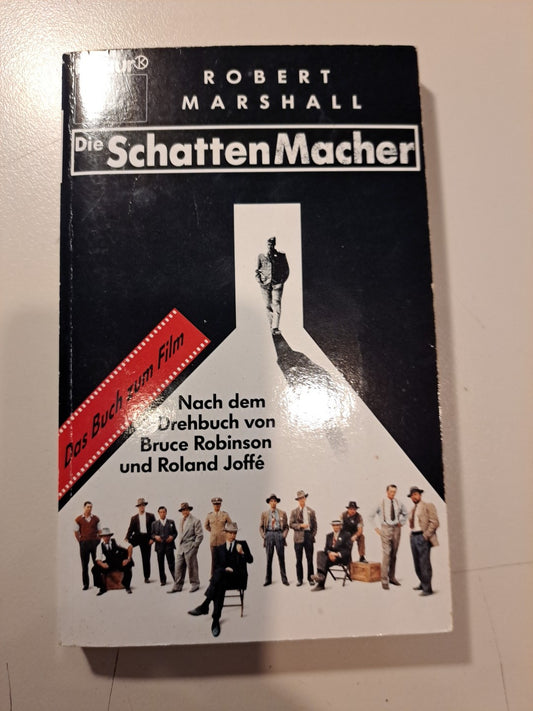 ROBERT
MARSHALL
Die SchattenMacher
Das Buch zum Film
Nach dem
Drehbuch von
Bruce Robinson
und Roland Joffé